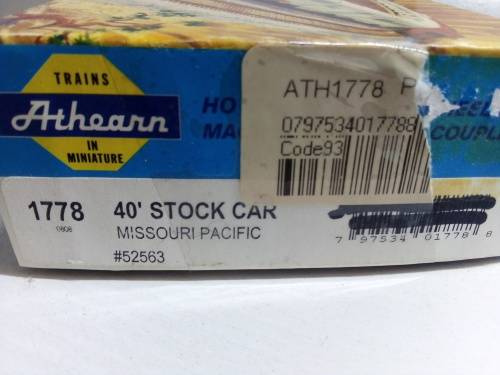 TRAINS
Athearn
IN
MINIATURE
HO
ATH1778 P
0797534017788
Code93
COUPL
1778
0808
40' STOCK CAR
MISSOURI PACIFIC
#52563
7 97534 01778 8